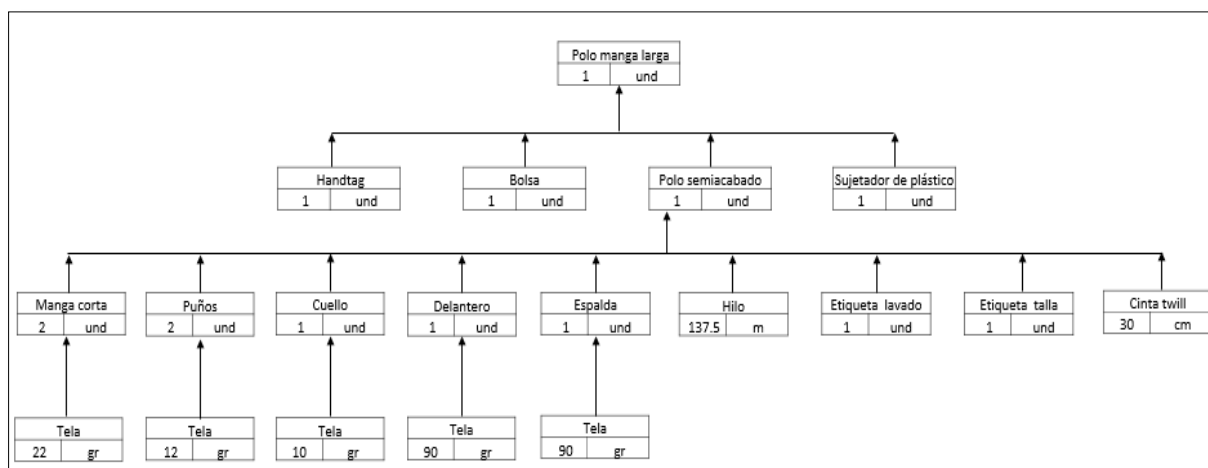 Polo manga larga
1 und
Handtag
1 und
Bolsa
1 und
Polo semiacabado
1 und
Sujetador de plástico
1 und
Manga corta
2 und
Puños
2 und
Cuello
1 und
Delantero
1 und
Espalda
1 und
Hilo
137.5 m
Etiqueta lavado
1 und
Etiqueta talla
1 und
Cinta twill
30 cm
Tela
22 gr
Tela
12 gr
Tela
10 gr
Tela
90 gr
Tela
90 gr